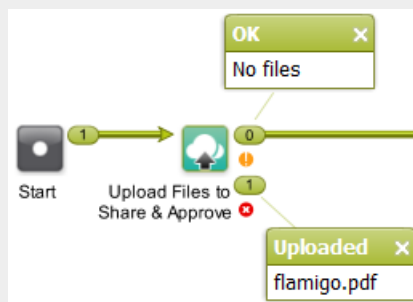 OK
No files
1
0
Start
Upload Files to
Share & Approve
1
Uploaded
flamigo.pdf